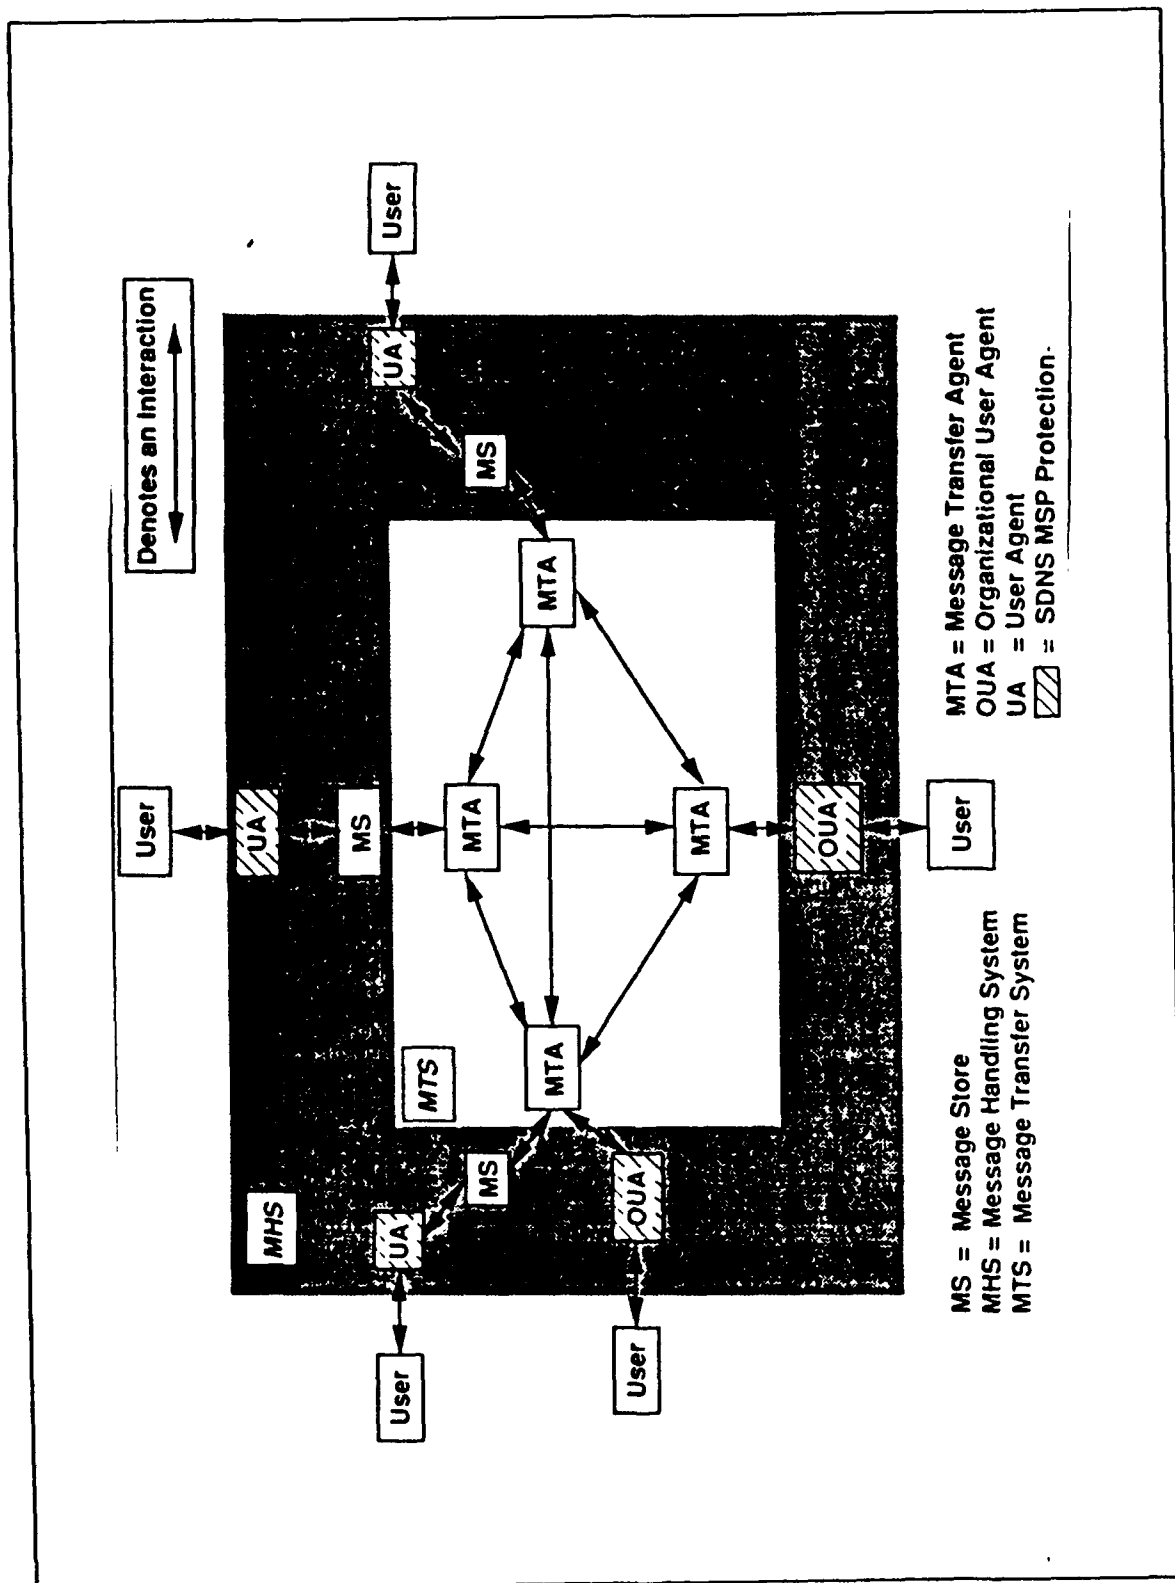 Denotes an Interaction
User
UA
MS
User
UA
MS
MTA
MTA
MTA
MTA
MTS
MHS
UA
MS
OUA
User
User
OUA
User
MS = Message Store
MHS = Message Handling System
MTS = Message Transfer System
MTA = Message Transfer Agent
OUA = Organizational User Agent
UA = User Agent
= SDNS MSP Protection